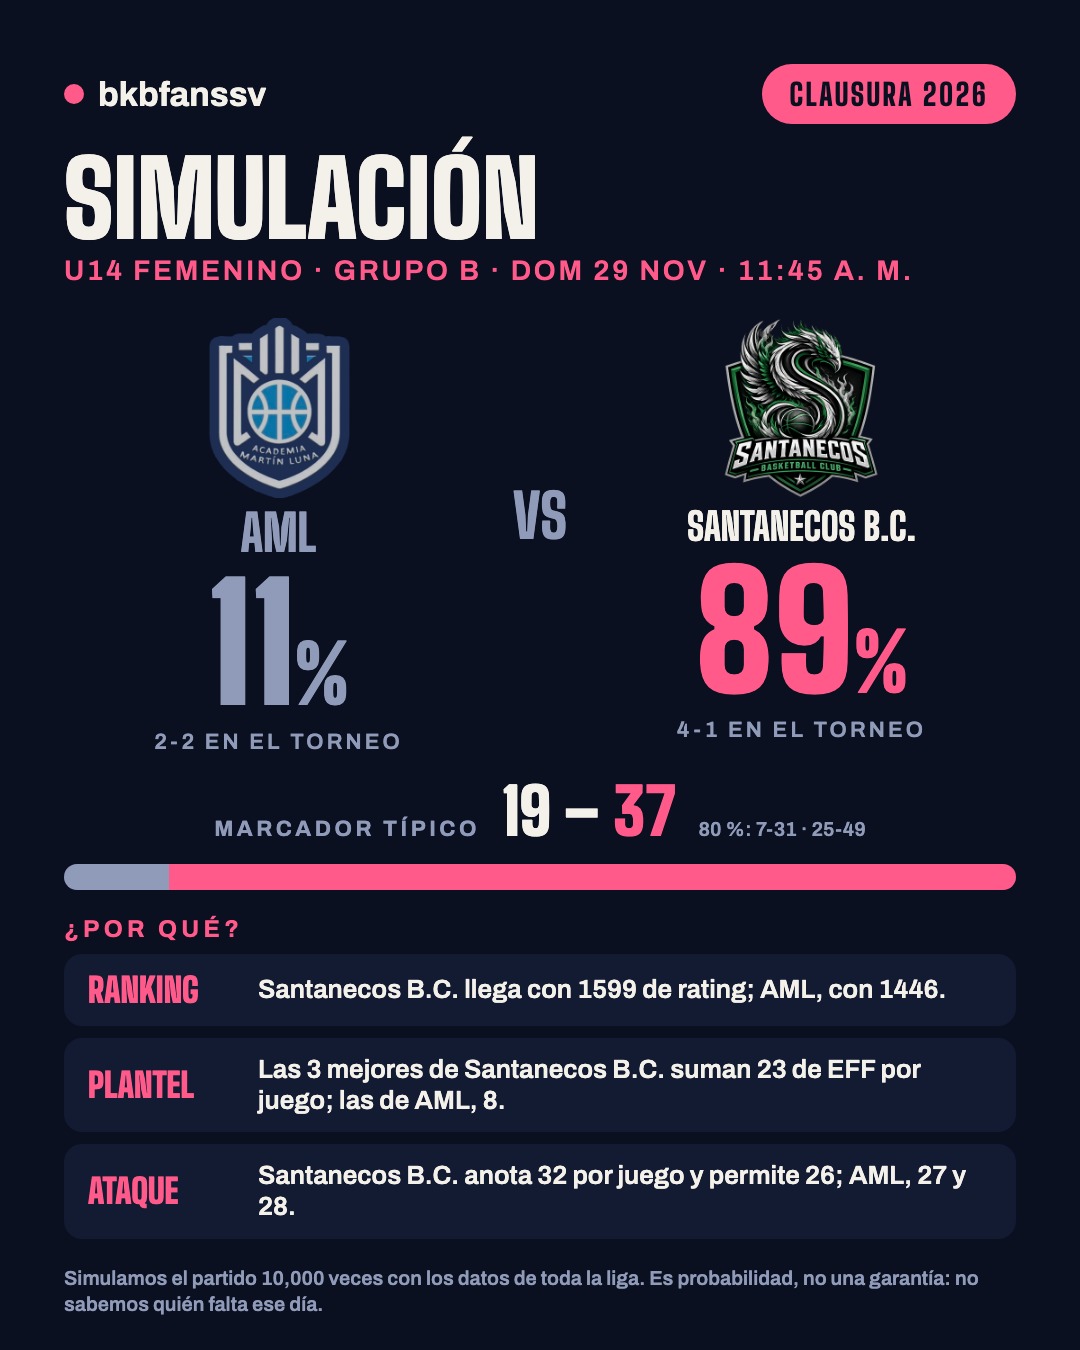 bkbfanssv
CLAUSURA 2026
SIMULACIÓN
U14 FEMENINO · GRUPO B · DOM 29 NOV · 11:45 A. M.
ACADEMIA
MARTÍN LUNA
SANTANECOS
BASKETBALL CLUB
AML
VS
SANTANECOS B.C.
11%
89%
2-2 EN EL TORNEO
4-1 EN EL TORNEO
MARCADOR TÍPICO 19 – 37 80 %: 7-31 · 25-49
¿POR QUÉ?
RANKING
Santanecos B.C. llega con 1599 de rating; AML, con 1446.
PLANTEL
Las 3 mejores de Santanecos B.C. suman 23 de EFF por
juego; las de AML, 8.
ATAQUE
Santanecos B.C. anota 32 por juego y permite 26; AML, 27 y
28.
Simulamos el partido 10,000 veces con los datos de toda la liga. Es probabilidad, no una garantía: no
sabemos quién falta ese día.